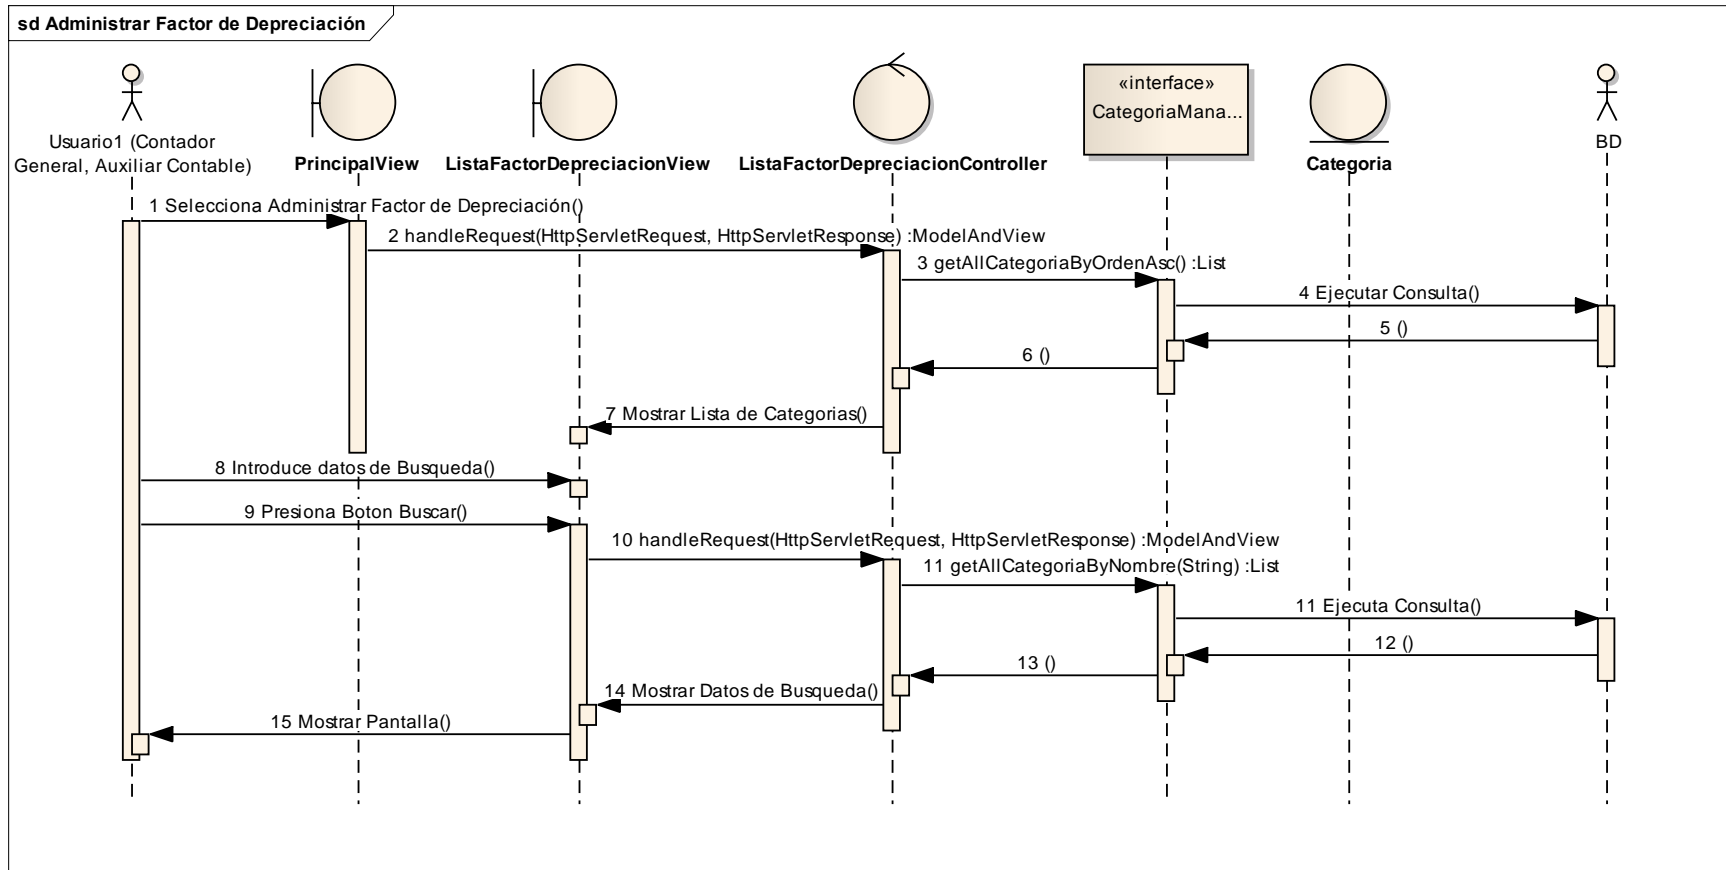 sd Administrar Factor de Depreciación
Usuario1 (Contador
General, Auxiliar Contable)
PrincipalView
ListaFactorDepreciacionView
ListaFactorDepreciacionController
«interface»
CategoriaMana...
Categoria
BD
1 Selecciona Administrar Factor de Depreciación()
2 handleRequest(HttpServletRequest, HttpServletResponse) :ModelAndView
3 getAllCategoriaByOrdenAsc() :List
4 Ejecutar Consulta()
5 ()
6 ()
7 Mostrar Lista de Categorias()
8 Introduce datos de Busqueda()
9 Presiona Boton Buscar()
10 handleRequest(HttpServletRequest, HttpServletResponse) :ModelAndView
11 getAllCategoriaByNombre(String) :List
11 Ejecuta Consulta()
12 ()
13 ()
14 Mostrar Datos de Busqueda()
15 Mostrar Pantalla()